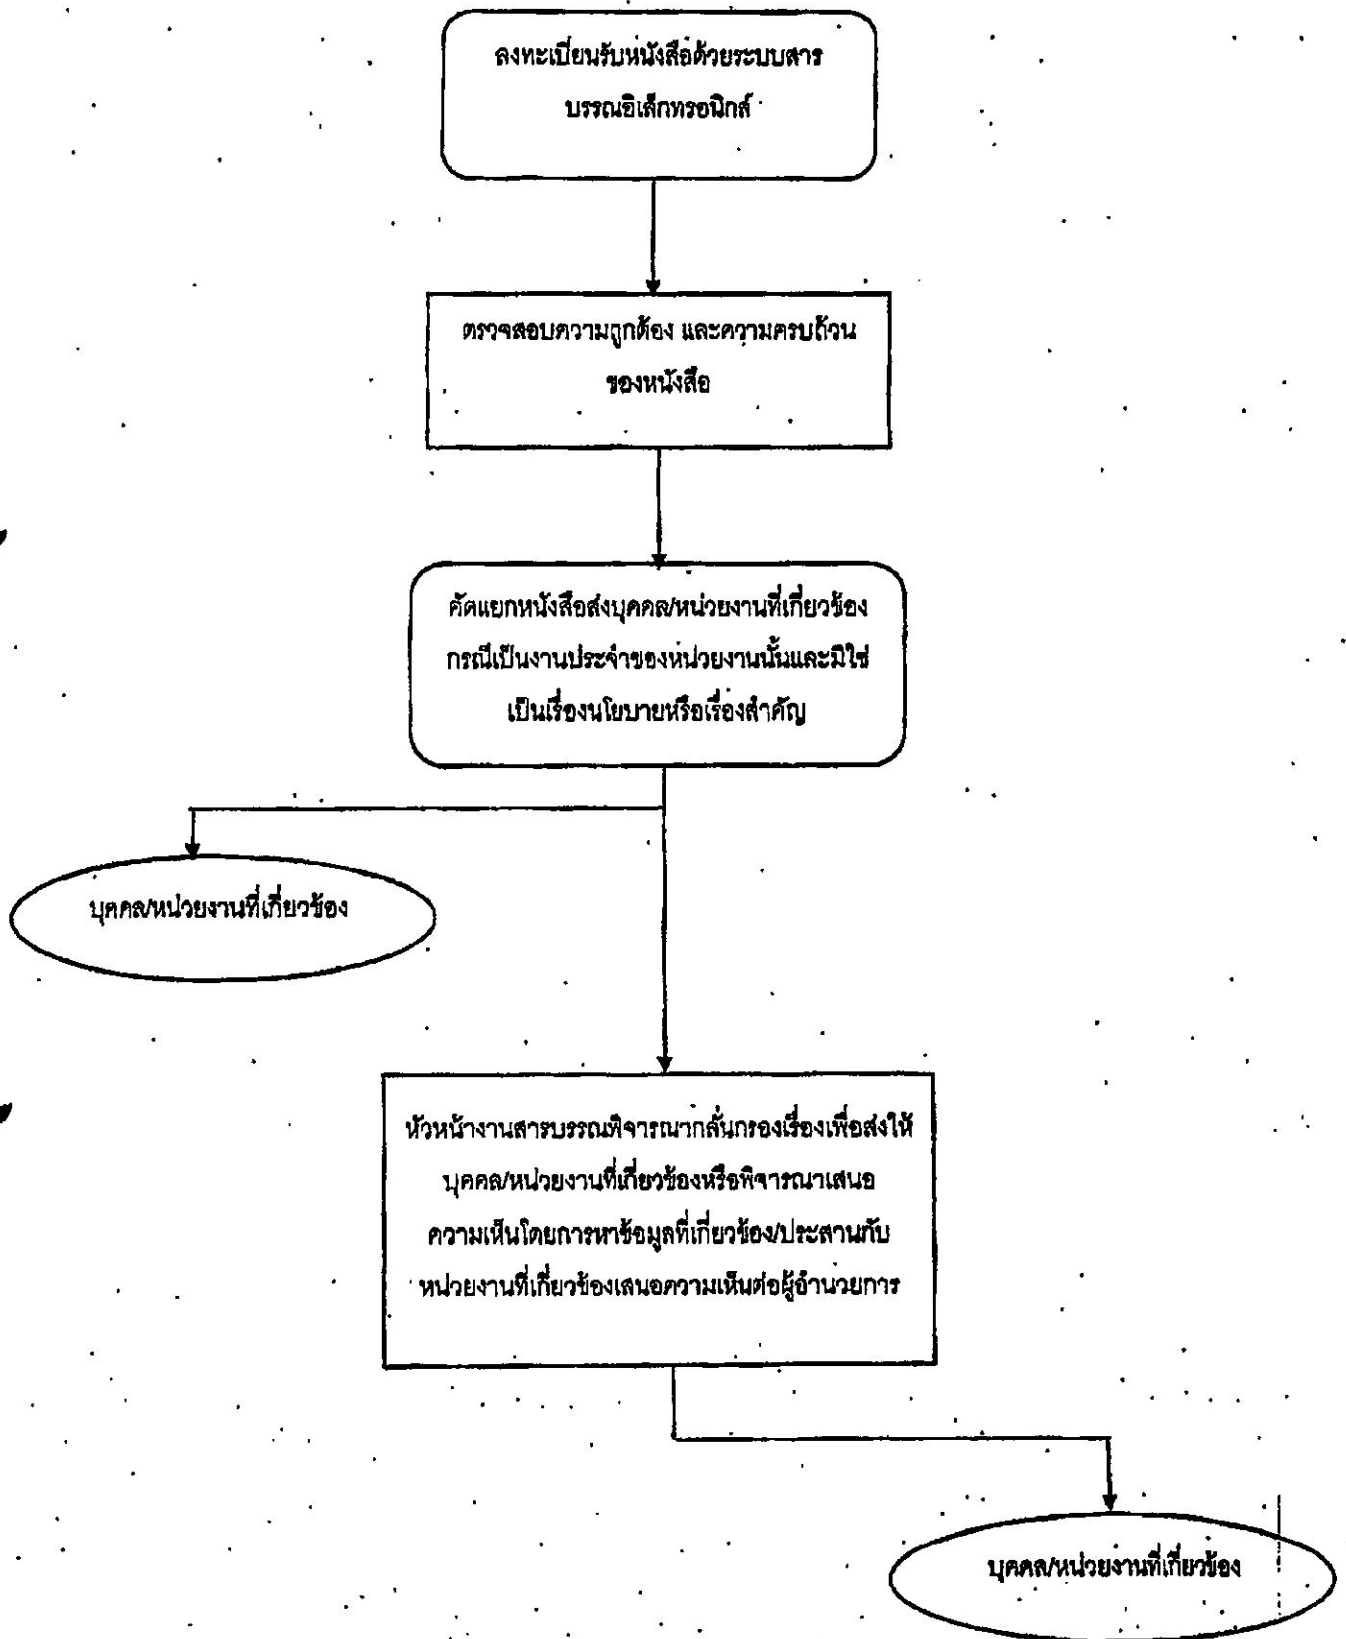 ลงทะเบียนรับหนังสือด้วยระบบสาร
บรรณอิเล็กทรอนิกส์
ตรวจสอบความถูกต้อง และความครบถ้วน
ของหนังสือ
คัดแยกหนังสือส่งบุคคล/หน่วยงานที่เกี่ยวข้อง
กรณีเป็นงานประจำของหน่วยงานนั้นและมิใช่
เป็นเรื่องนโยบายหรือเรื่องสำคัญ
บุคคล/หน่วยงานที่เกี่ยวข้อง
หัวหน้างานสารบรรณพิจารณากลั่นกรองเรื่องเพื่อส่งให้
บุคคล/หน่วยงานที่เกี่ยวข้องหรือพิจารณาเสนอ
ความเห็นโดยการหาข้อมูลที่เกี่ยวข้อง/ประสานกับ
หน่วยงานที่เกี่ยวข้องเสนอความเห็นต่อผู้อำนวยการ
บุคคล/หน่วยงานที่เกี่ยวข้อง